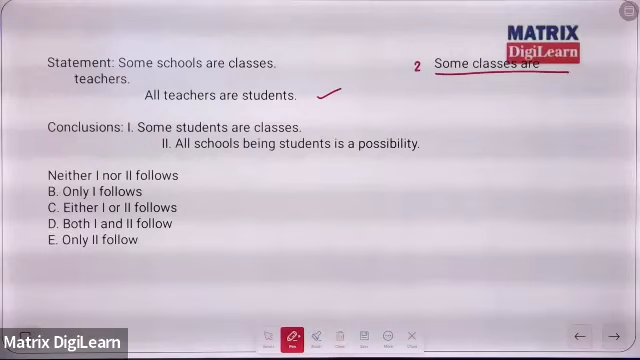 MATRIX
DigiLearn
Statement: Some schools are classes.
2 Some classes are
teachers.
All teachers are students.
Conclusions: I. Some students are classes.
II. All schools being students is a possibility.
Neither I nor II follows
B. Only I follows
C. Either I or II follows
D. Both I and II follow
E. Only II follow
Matrix DigiLearn